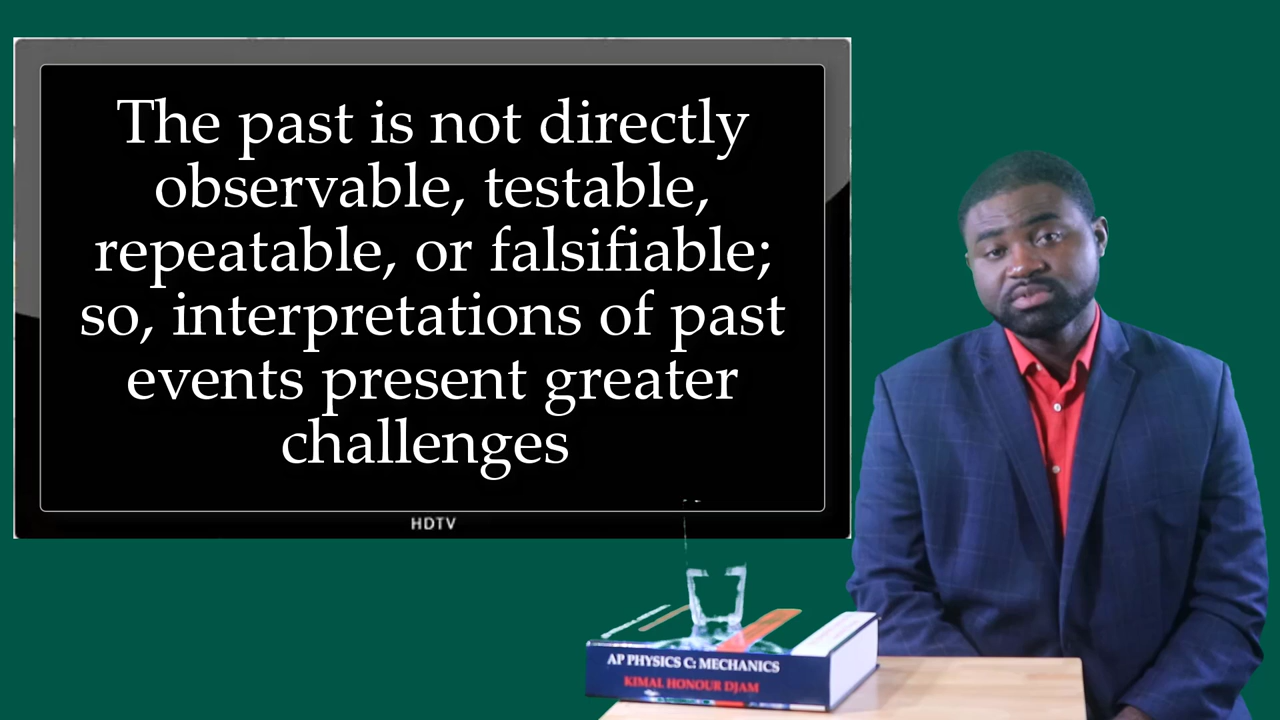 The past is not directly
observable, testable,
repeatable, or falsifiable;
so, interpretations of past
events present greater
challenges
HDTV
AP PHYSICS C: MECHANICS
KIMAL HONOUR DJAM